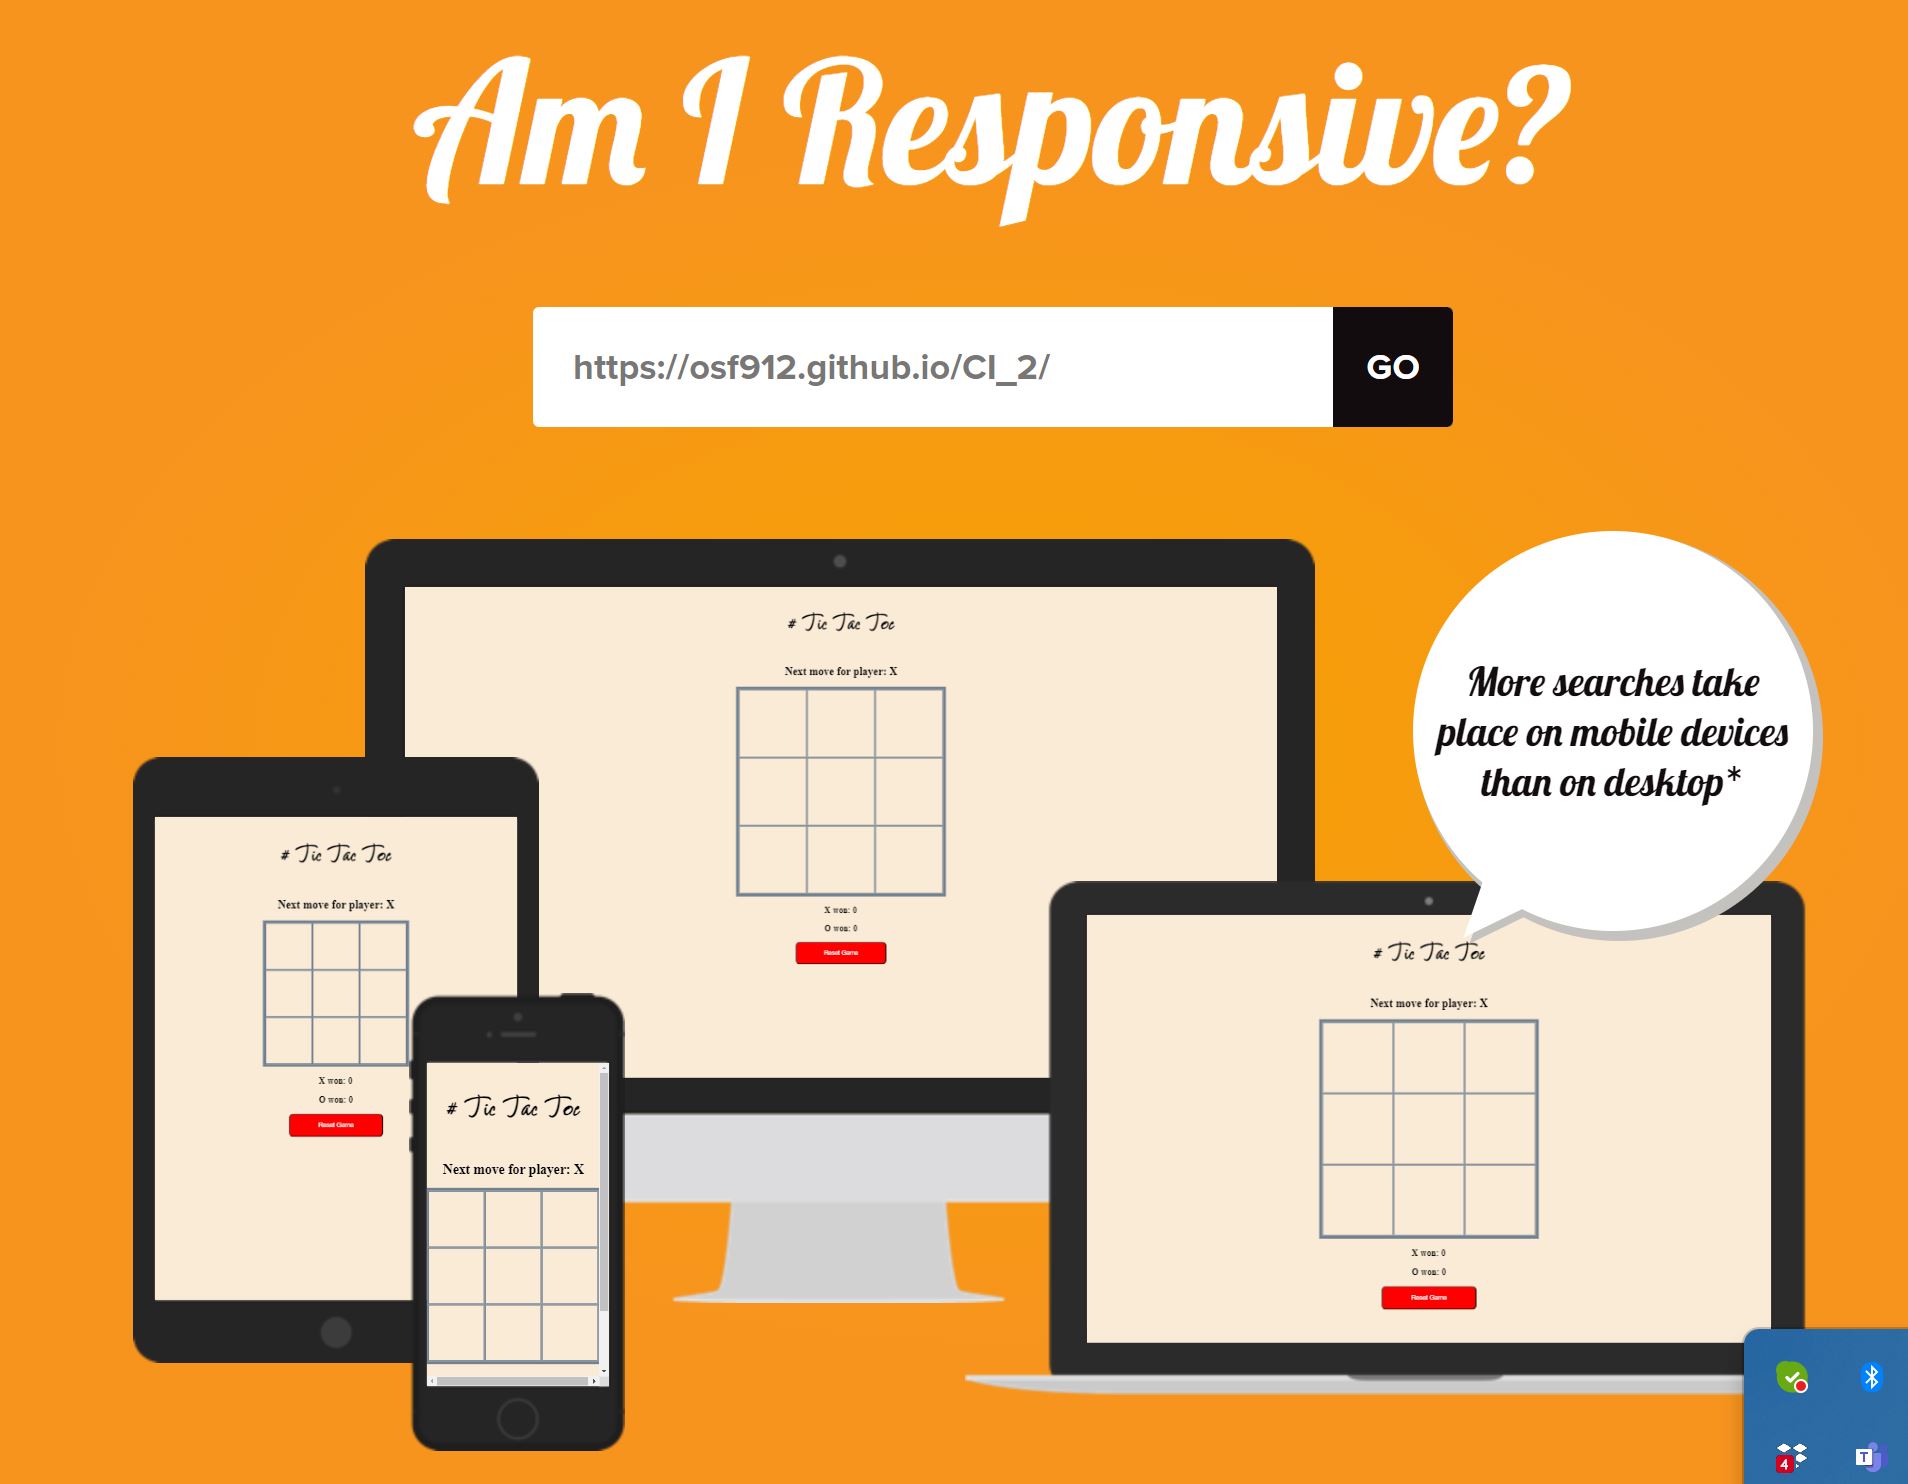 Am I Responsive?
https://osf912.github.io/CI_2/
GO
More searches take
place on mobile devices
than on desktop*
# Tic Tac Toe
Next move for player: X
X won: 0
O won: 0
Reset Game
# Tic Tac Toe
Next move for player: X
X won: 0
O won: 0
Reset Game
# Tic Tac Toe
Next move for player: X
# Tic Tac Toe
Next move for player: X
X won: 0
O won: 0
Reset Game
4
T